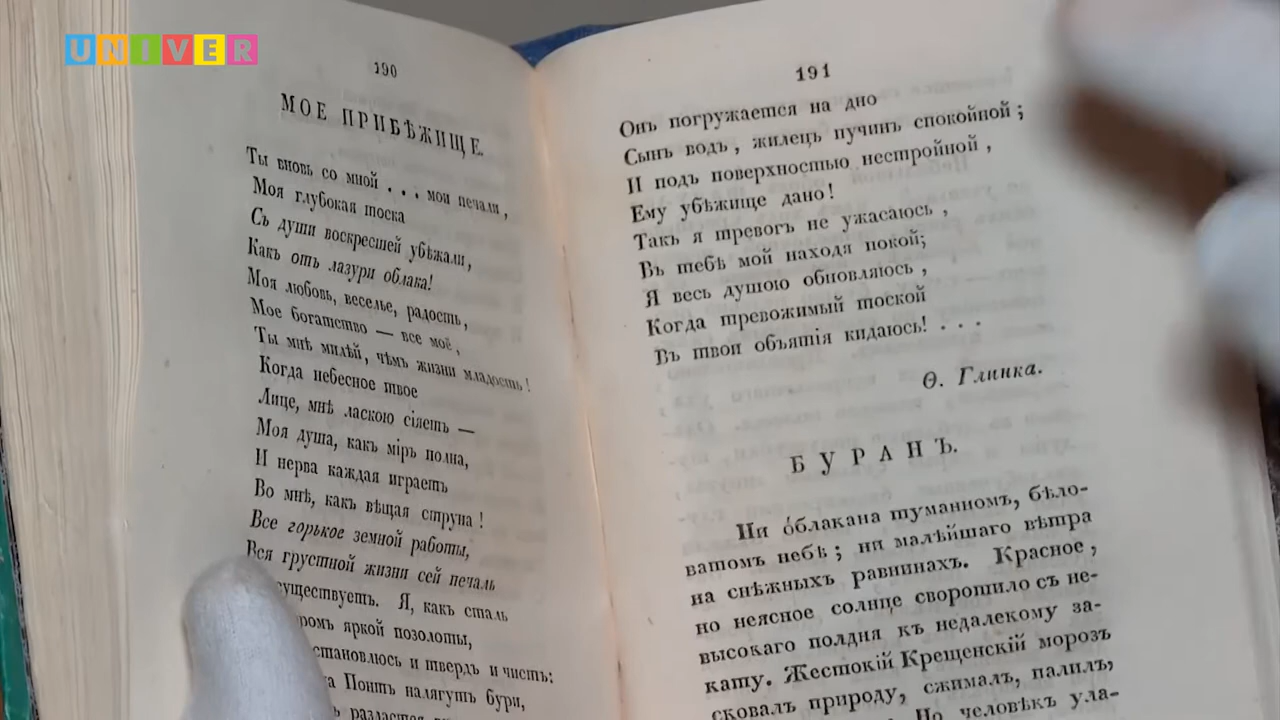 UNIVER
190
МОЕ ПРИБѢЖИЩЕ.
Ты вновь со мной . . . мои печали,
Моя глубокая тоска
Съ души воскресшей убѣжали,
Какъ отъ лазури облака!
Моя любовь, веселье, радость,
Мое богатство — все моё,
Ты мнѣ милѣй, чѣмъ жизни младость!
Когда небесное твое
Лице, мнѣ ласкою сіяетъ —
Моя душа, какъ міръ полна,
И нерва каждая играетъ
Во мнѣ, какъ вѣщая струна!
Все горькое земной работы,
Вся грустной жизни сей печаль
существуетъ. Я, какъ сталь
яркой позолоты,
становлюсь и твердъ и чистъ:
Понтъ налягутъ бури,
191
Онъ погружается на дно
Сынъ водъ, жилецъ пучинъ спокойной;
И подъ поверхностью нестройной,
Ему убѣжище дано!
Такъ я тревогъ не ужасаюсь,
Въ тебѣ мой находя покой;
Я весь душою обновляюсь,
Когда тревожимый тоской
Въ твои объятія кидаюсь! . . .
Ѳ. Глинка.
БУРАНЪ.
Ни облакана туманномъ, бѣло-
ватомъ небѣ; ни малѣйшаго вѣтра
на снѣжныхъ равнинахъ. Красное,
но неясное солнце своротило съ не-
высокаго полдня къ недалекому за-
кату. Жестокій Крещенскій морозъ
сковалъ природу, сжималъ, палилъ,
Но человѣкъ ула-